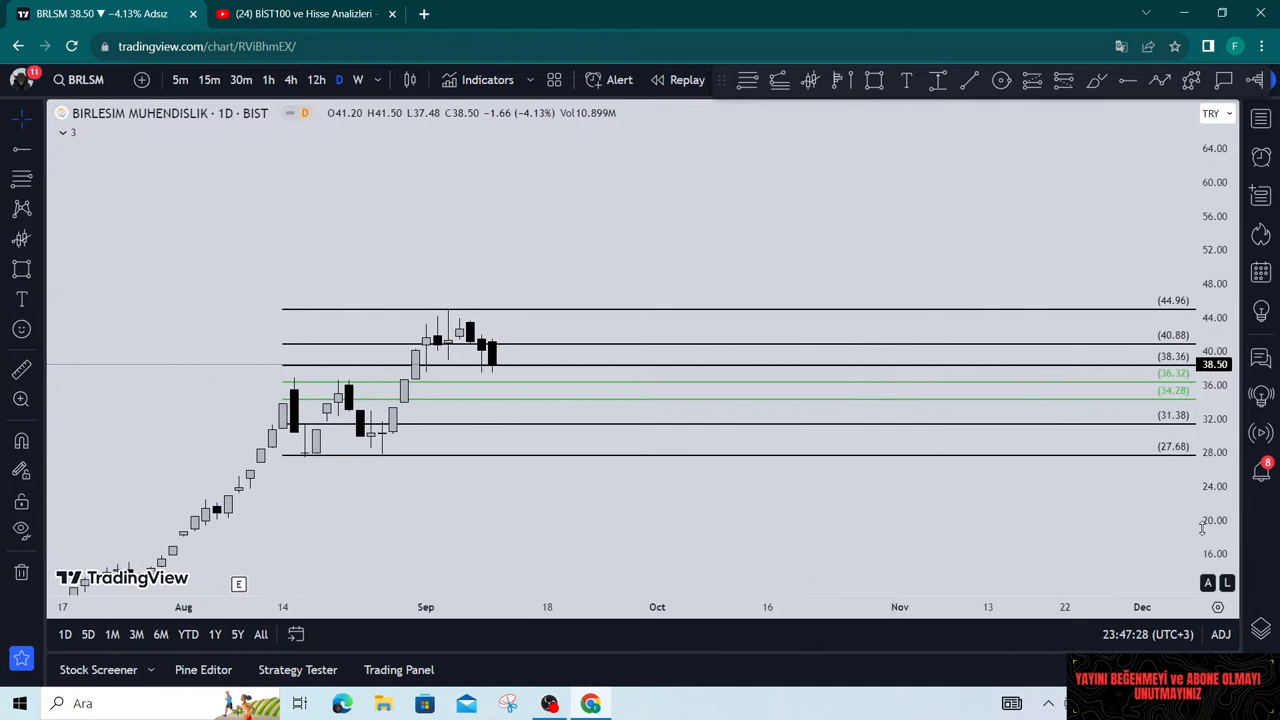 BRLSM 38.50 ▼ −4.13% Adsız
(24) BİST100 ve Hisse Analizleri -
tradingview.com/chart/RViBhmEX/
F
11
BRLSM
5m 15m 30m 1h 4h 12h D W
Indicators
Alert
Replay
BIRLESIM MUHENDISLIK · 1D · BIST
D
O41.20 H41.50 L37.48 C38.50 −1.66 (−4.13%) Vol10.899M
TRY
3
64.00
60.00
56.00
52.00
48.00
(44.96)
44.00
(40.88)
40.00
(38.36)
38.50
(36.32)
36.00
(34.28)
(31.38)
32.00
(27.68)
28.00
24.00
20.00
16.00
8
TradingView
E
A L
17 Aug 14 Sep 18 Oct 16 Nov 13 22 Dec
1D 5D 1M 3M 6M YTD 1Y 5Y All
23:47:28 (UTC+3) ADJ
Stock Screener Pine Editor Strategy Tester Trading Panel
Ara
YAYINI BEĞENMEYİ ve ABONE OLMAYI
UNUTMAYINIZ